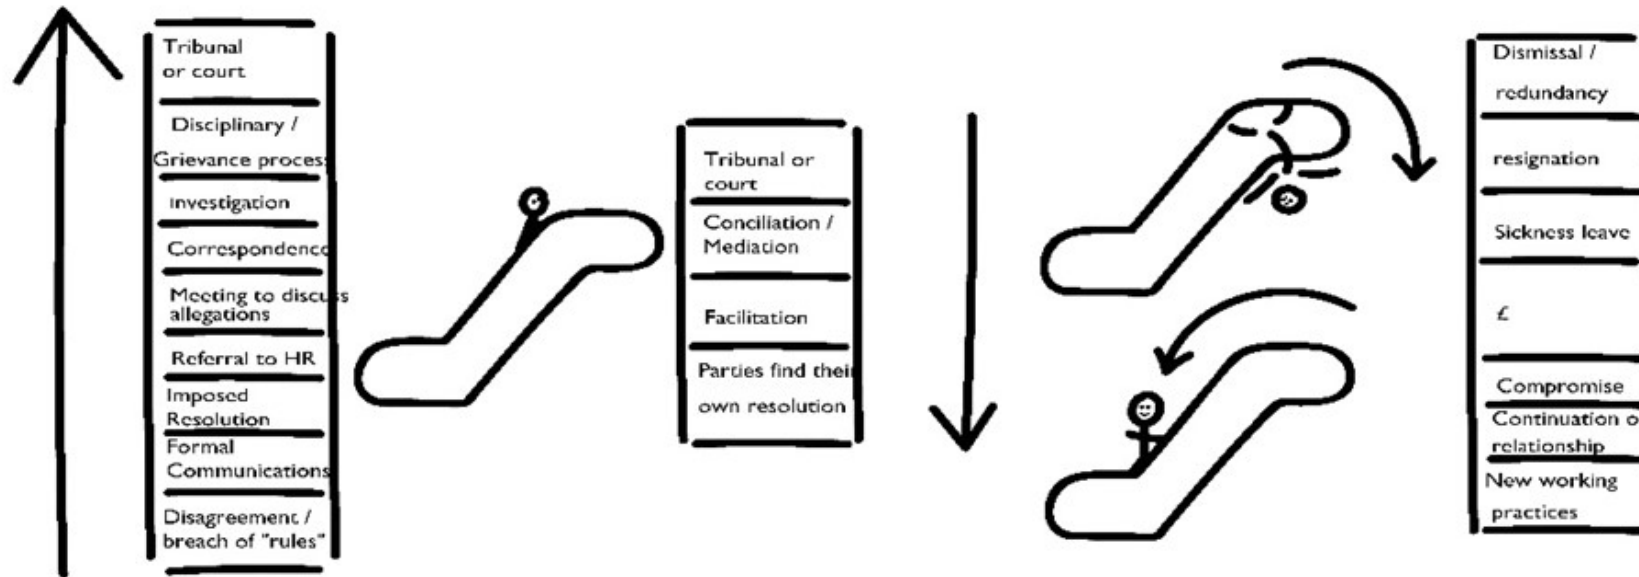 Tribunal
or court
Disciplinary /
Grievance process
Investigation
Correspondence
Meeting to discuss
allegations
Referral to HR
Imposed
Resolution
Formal
Communications
Disagreement /
breach of "rules"
Tribunal or
court
Conciliation /
Mediation
Facilitation
Parties find their
own resolution
Dismissal /
redundancy
resignation
Sickness leave
£
Compromise
Continuation o
relationship
New working
practices